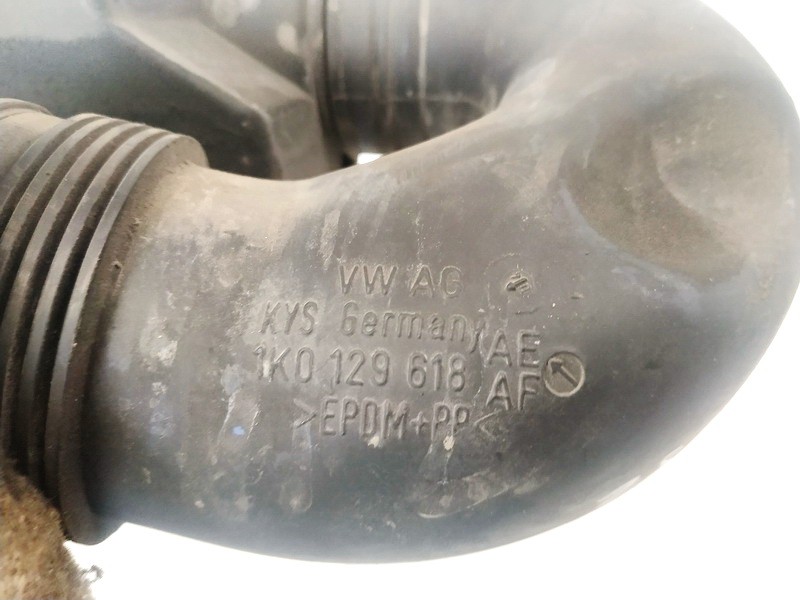 VW AG
KYS Germany
1K0 129 618 AE
AF
>EPDM+PP<